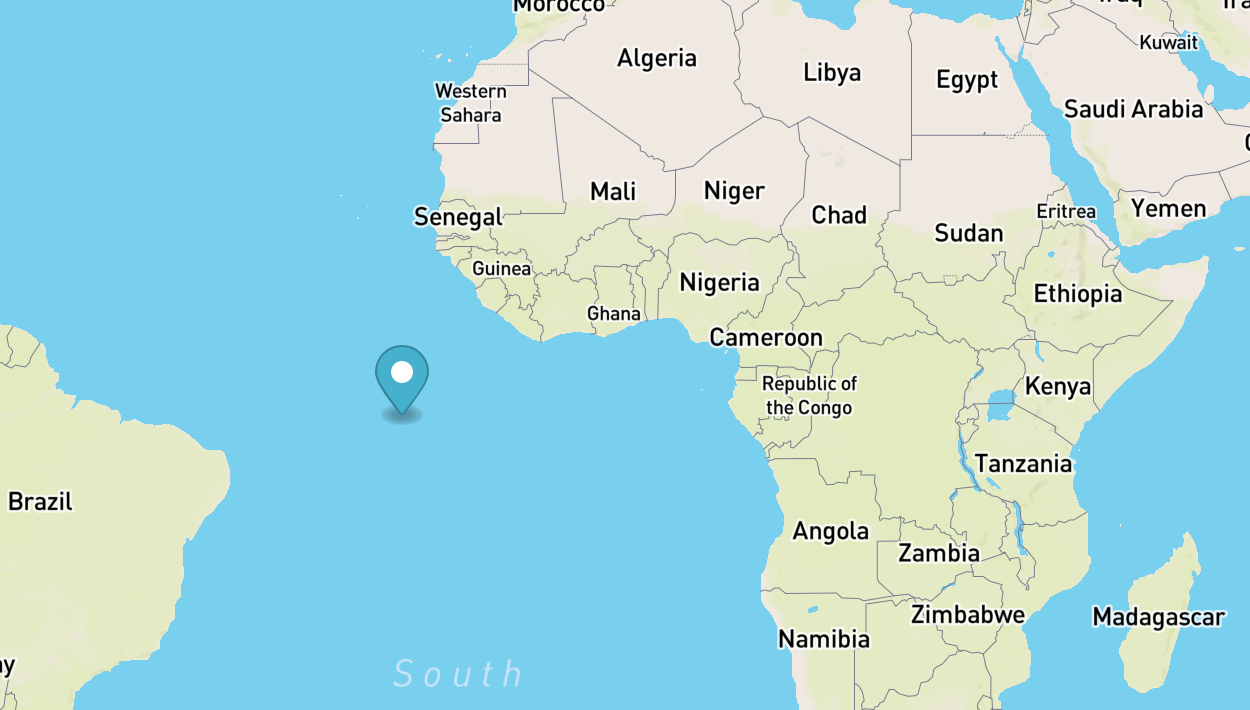 Morocco
Algeria
Libya
Egypt
Kuwait
Saudi Arabia
Western
Sahara
Mali
Niger
Chad
Senegal
Sudan
Eritrea
Yemen
Guinea
Nigeria
Ethiopia
Ghana
Cameroon
Republic of
the Congo
Kenya
Tanzania
Brazil
Angola
Zambia
Zimbabwe
Madagascar
Namibia
South